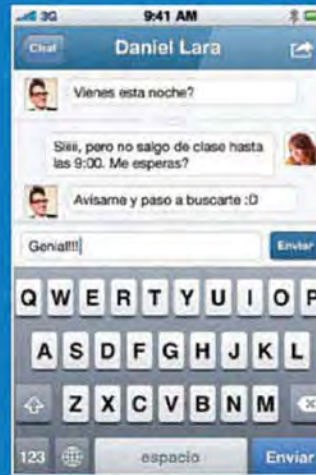 3G 9:41 AM
Chat Daniel Lara
Vienes esta noche?
Siiii, pero no salgo de clase hasta
las 9:00. Me esperas?
Avisame y paso a buscarte :D
Genial!!! Enviar
Q W E R T Y U I O P
A S D F G H J K L
Z X C V B N M
123 espacio Enviar